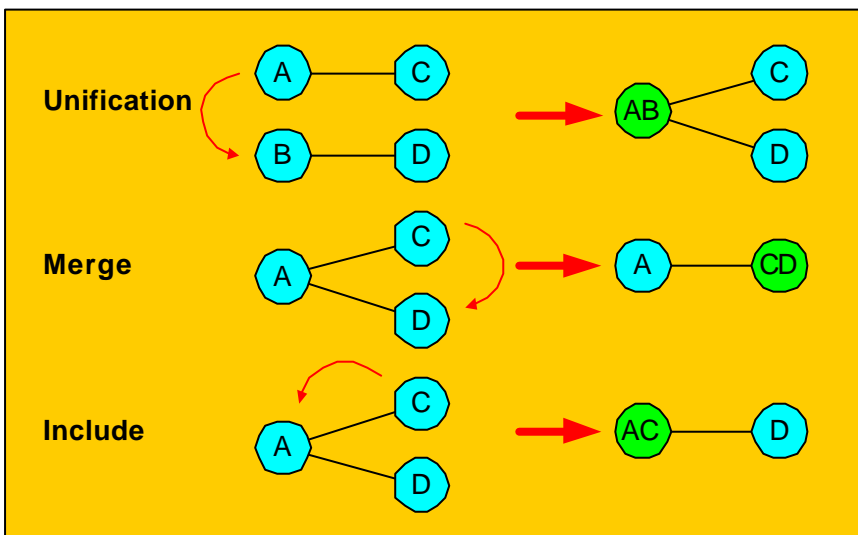 A C C
Unification AB
B D D
C
Merge A A CD
D
C
Include A AC D
D